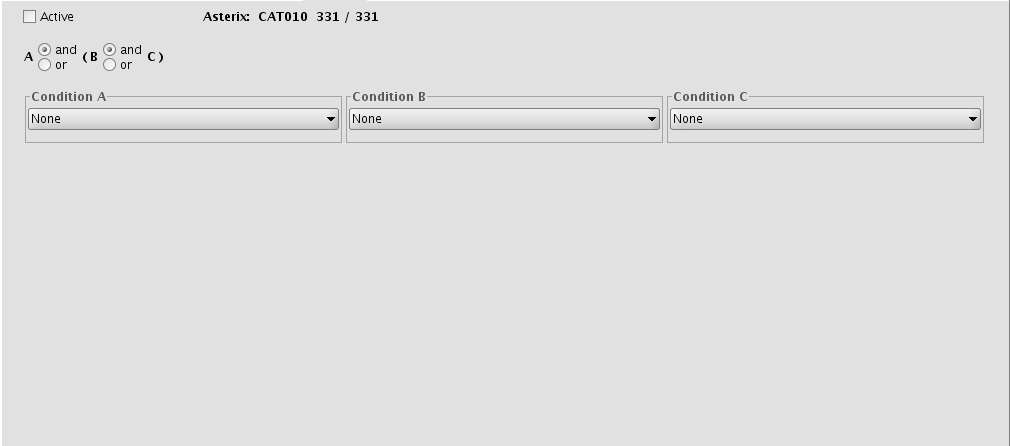 Active Asterix: CAT010 331 / 331
A and ( B and C )
or or
Condition A Condition B Condition C
None None None